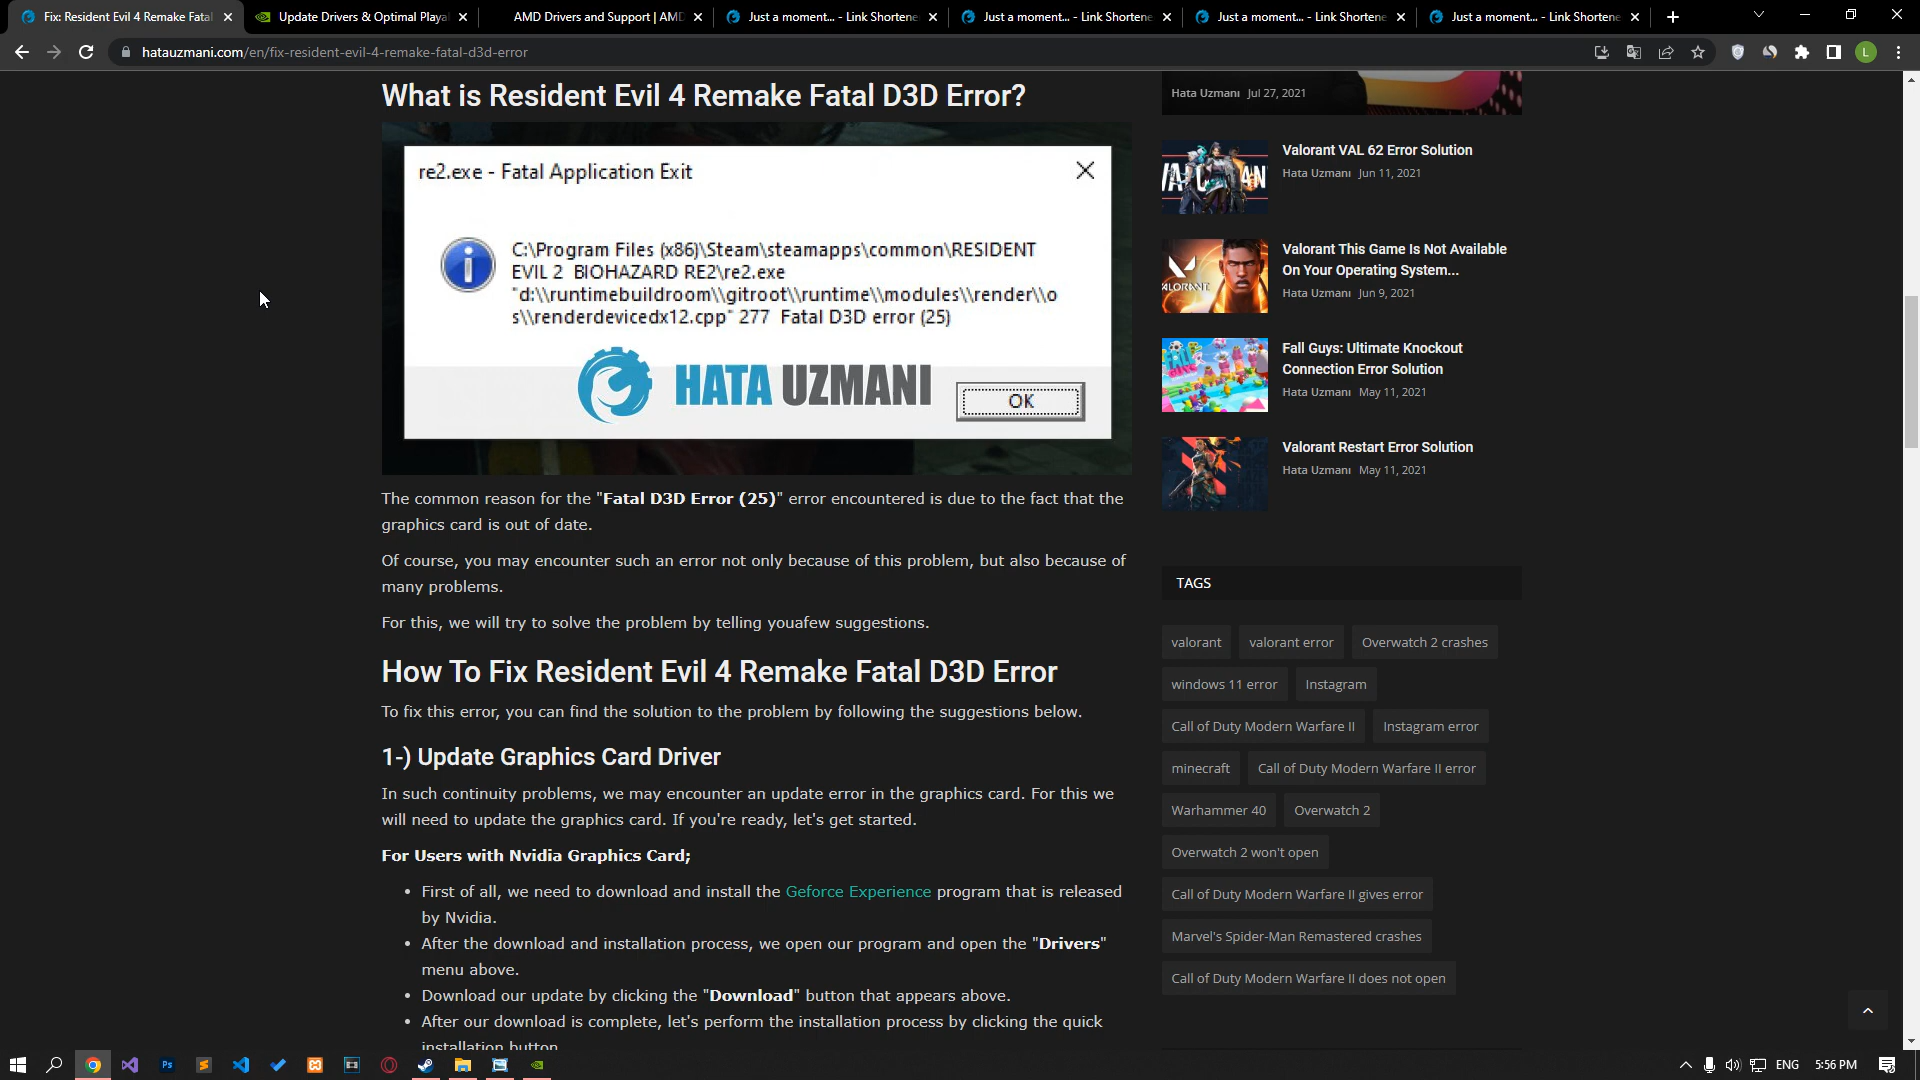 Fix: Resident Evil 4 Remake Fatal
Update Drivers & Optimal Playa
AMD Drivers and Support | AMD
Just a moment... - Link Shortene
Just a moment... - Link Shortene
Just a moment... - Link Shortene
Just a moment... - Link Shortene
hatauzmani.com/en/fix-resident-evil-4-remake-fatal-d3d-error
L
What is Resident Evil 4 Remake Fatal D3D Error?
re2.exe - Fatal Application Exit
C:\Program Files (x86)\Steam\steamapps\common\RESIDENT
EVIL 2  BIOHAZARD RE2\re2.exe
"d:\\runtimebuildroom\\gitroot\\runtime\\modules\\render\\o
s\\renderdevicedx12.cpp" 277  Fatal D3D error (25)
HATA UZMANI
OK
The common reason for the "Fatal D3D Error (25)" error encountered is due to the fact that the
graphics card is out of date.
Of course, you may encounter such an error not only because of this problem, but also because of
many problems.
For this, we will try to solve the problem by telling youafew suggestions.
How To Fix Resident Evil 4 Remake Fatal D3D Error
To fix this error, you can find the solution to the problem by following the suggestions below.
1-) Update Graphics Card Driver
In such continuity problems, we may encounter an update error in the graphics card. For this we
will need to update the graphics card. If you're ready, let's get started.
For Users with Nvidia Graphics Card;
• First of all, we need to download and install the Geforce Experience program that is released
by Nvidia.
• After the download and installation process, we open our program and open the "Drivers"
menu above.
• Download our update by clicking the "Download" button that appears above.
• After our download is complete, let's perform the installation process by clicking the quick
installation button
Hata Uzmanı Jul 27, 2021
Valorant VAL 62 Error Solution
Hata Uzmanı Jun 11, 2021
Valorant This Game Is Not Available
On Your Operating System...
Hata Uzmanı Jun 9, 2021
Fall Guys: Ultimate Knockout
Connection Error Solution
Hata Uzmanı May 11, 2021
Valorant Restart Error Solution
Hata Uzmanı May 11, 2021
TAGS
valorant valorant error Overwatch 2 crashes
windows 11 error Instagram
Call of Duty Modern Warfare II Instagram error
minecraft Call of Duty Modern Warfare II error
Warhammer 40 Overwatch 2
Overwatch 2 won't open
Call of Duty Modern Warfare II gives error
Marvel's Spider-Man Remastered crashes
Call of Duty Modern Warfare II does not open
Ps
ENG
5:56 PM